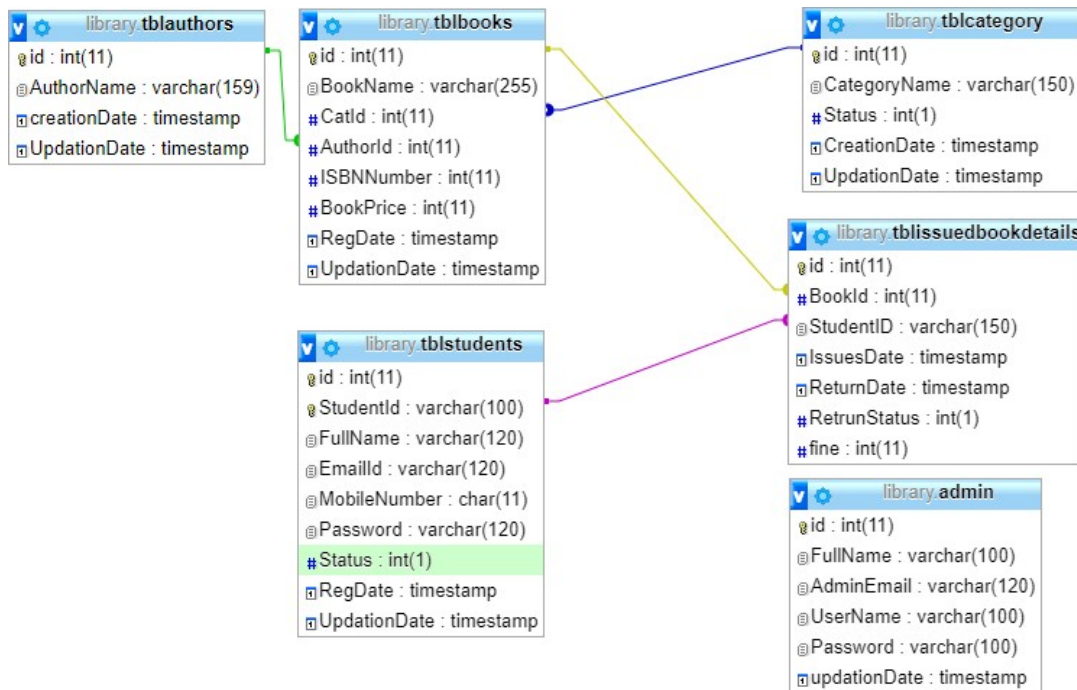 library.tblauthors
id : int(11)
AuthorName : varchar(159)
creationDate : timestamp
UpdationDate : timestamp
library.tblbooks
id : int(11)
BookName : varchar(255)
CatId : int(11)
AuthorId : int(11)
ISBNNumber : int(11)
BookPrice : int(11)
RegDate : timestamp
UpdationDate : timestamp
library.tblcategory
id : int(11)
CategoryName : varchar(150)
Status : int(1)
CreationDate : timestamp
UpdationDate : timestamp
library.tblissuedbookdetails
id : int(11)
BookId : int(11)
StudentID : varchar(150)
IssuesDate : timestamp
ReturnDate : timestamp
RetrunStatus : int(1)
fine : int(11)
library.tblstudents
id : int(11)
StudentId : varchar(100)
FullName : varchar(120)
EmailId : varchar(120)
MobileNumber : char(11)
Password : varchar(120)
Status : int(1)
RegDate : timestamp
UpdationDate : timestamp
library.admin
id : int(11)
FullName : varchar(100)
AdminEmail : varchar(120)
UserName : varchar(100)
Password : varchar(100)
updationDate : timestamp